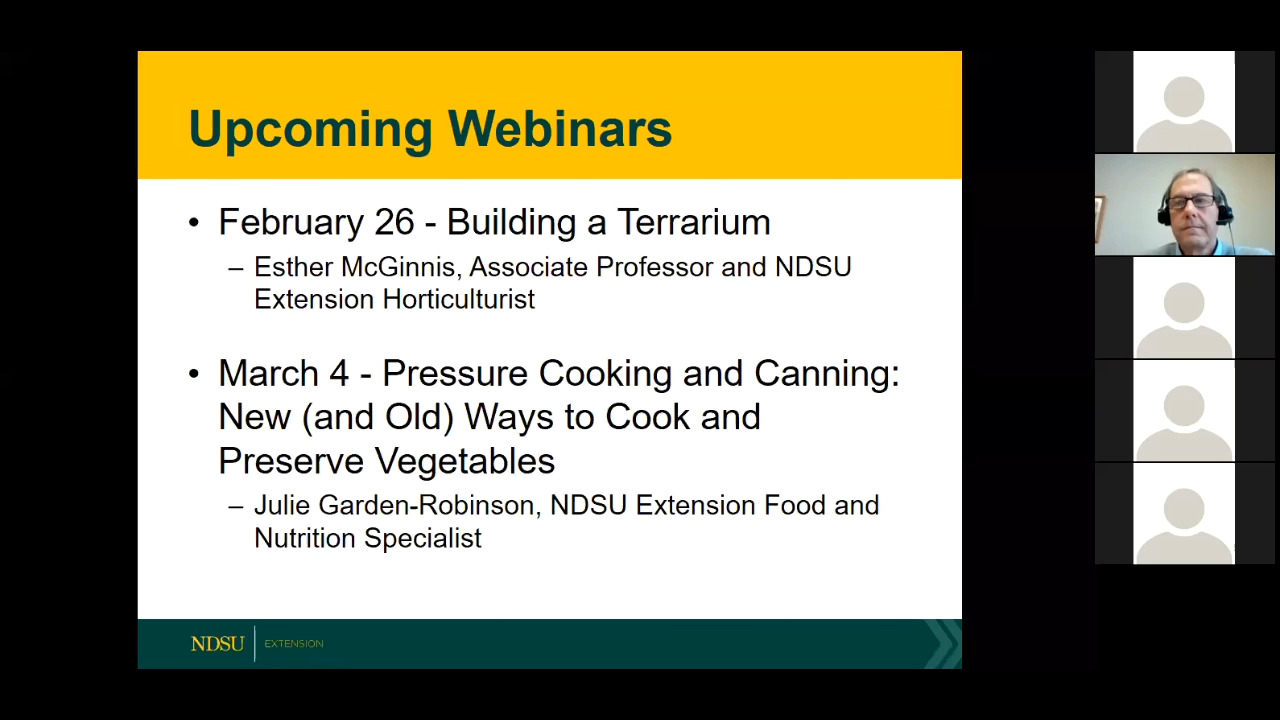 Upcoming Webinars
• February 26 - Building a Terrarium
– Esther McGinnis, Associate Professor and NDSU
Extension Horticulturist
• March 4 - Pressure Cooking and Canning:
New (and Old) Ways to Cook and
Preserve Vegetables
– Julie Garden-Robinson, NDSU Extension Food and
Nutrition Specialist
NDSU EXTENSION